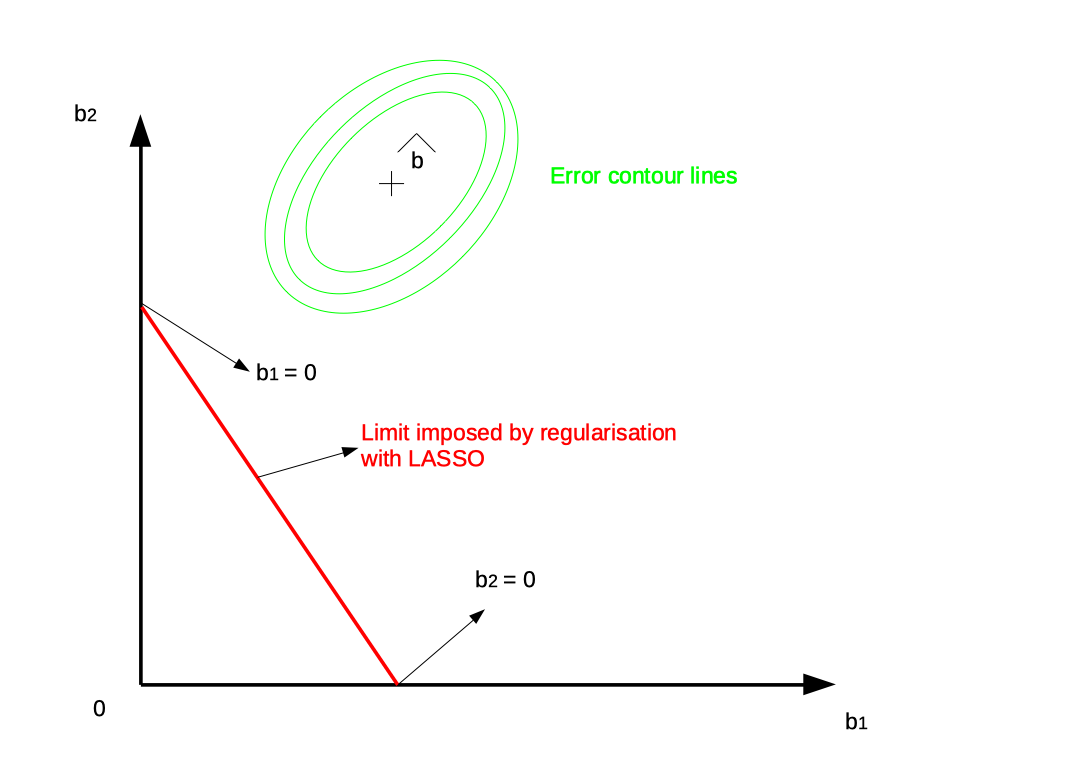 b2
b
Error contour lines
b1 = 0
Limit imposed by regularisation
with LASSO
b2 = 0
0
b1